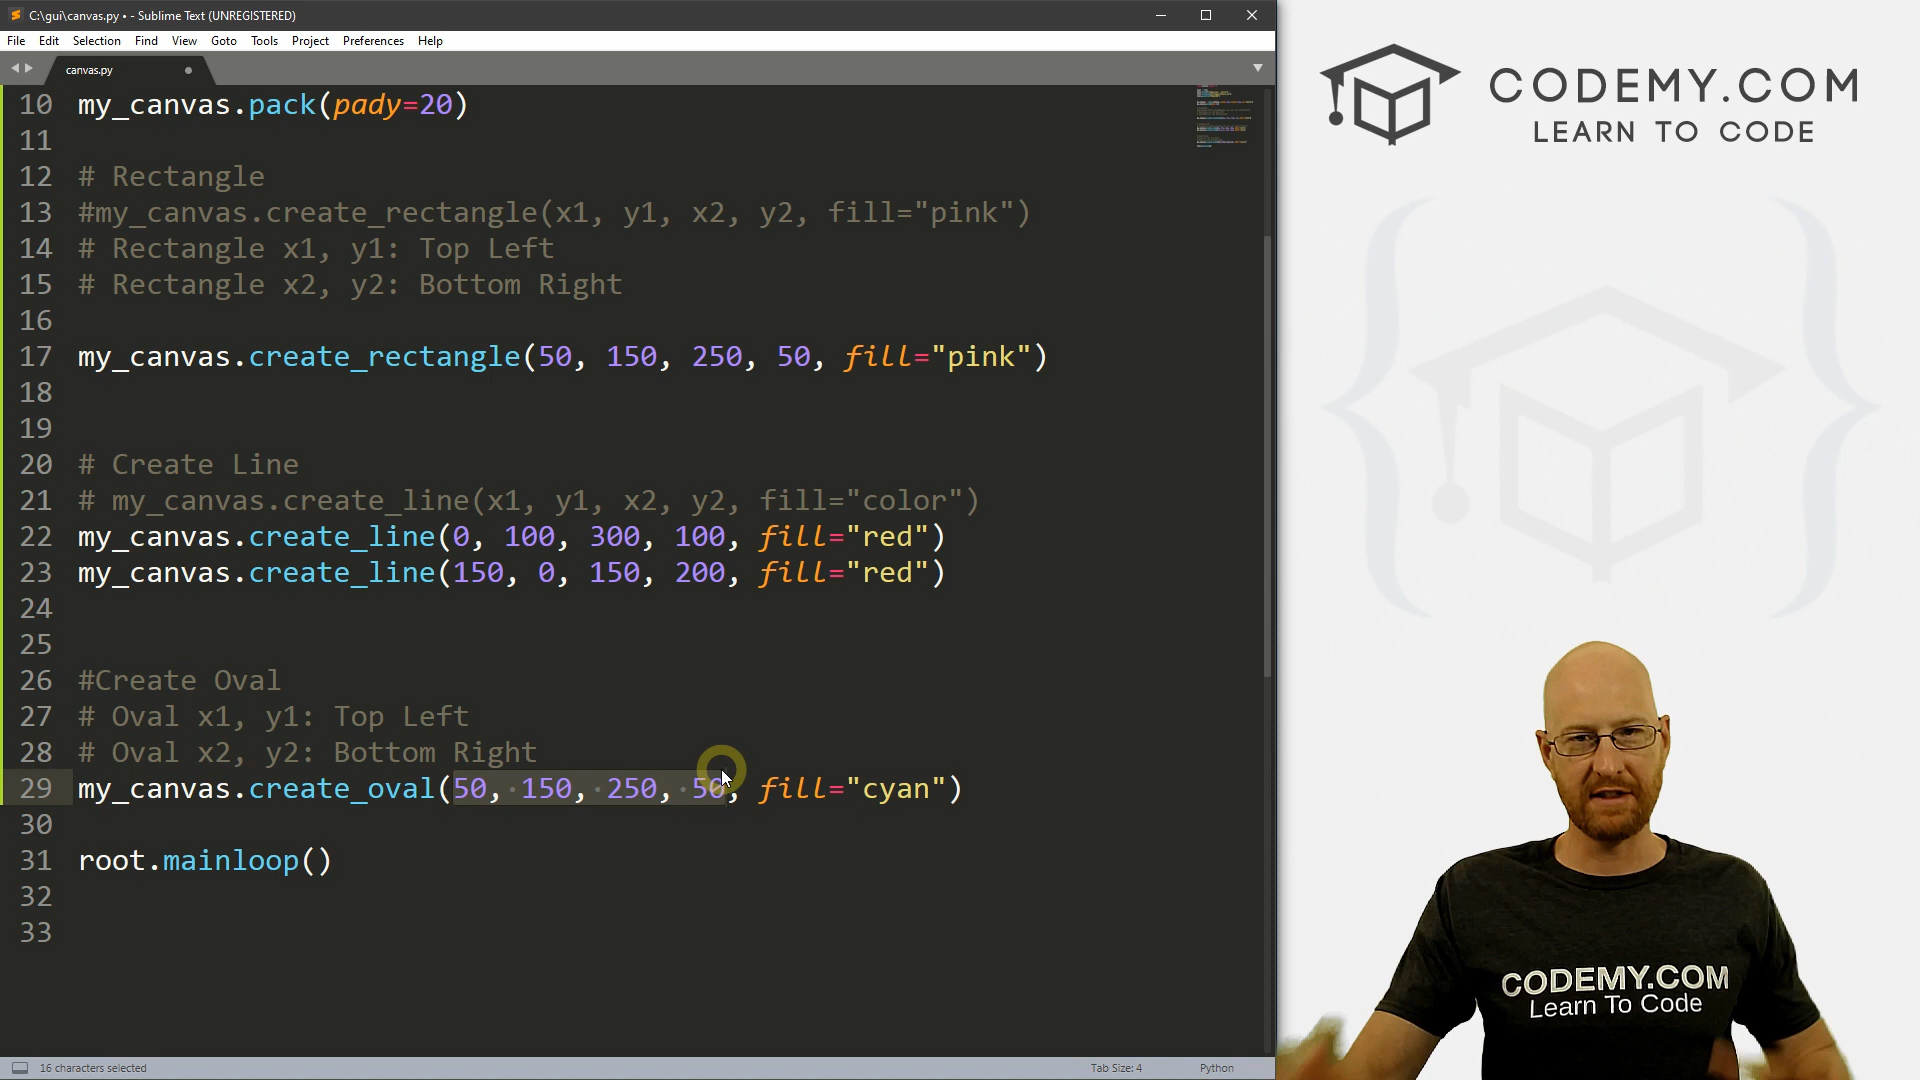 C:\gui\canvas.py • - Sublime Text (UNREGISTERED)
File Edit Selection Find View Goto Tools Project Preferences Help
canvas.py
10 my_canvas.pack(pady=20)
11
12 # Rectangle
13 #my_canvas.create_rectangle(x1, y1, x2, y2, fill="pink")
14 # Rectangle x1, y1: Top Left
15 # Rectangle x2, y2: Bottom Right
16
17 my_canvas.create_rectangle(50, 150, 250, 50, fill="pink")
18
19
20 # Create Line
21 # my_canvas.create_line(x1, y1, x2, y2, fill="color")
22 my_canvas.create_line(0, 100, 300, 100, fill="red")
23 my_canvas.create_line(150, 0, 150, 200, fill="red")
24
25
26 #Create Oval
27 # Oval x1, y1: Top Left
28 # Oval x2, y2: Bottom Right
29 my_canvas.create_oval(50, 150, 250, 50, fill="cyan")
30
31 root.mainloop()
32
33
16 characters selected
Tab Size: 4
Python
CODEMY.COM
LEARN TO CODE
CODEMY.COM
Learn To Code